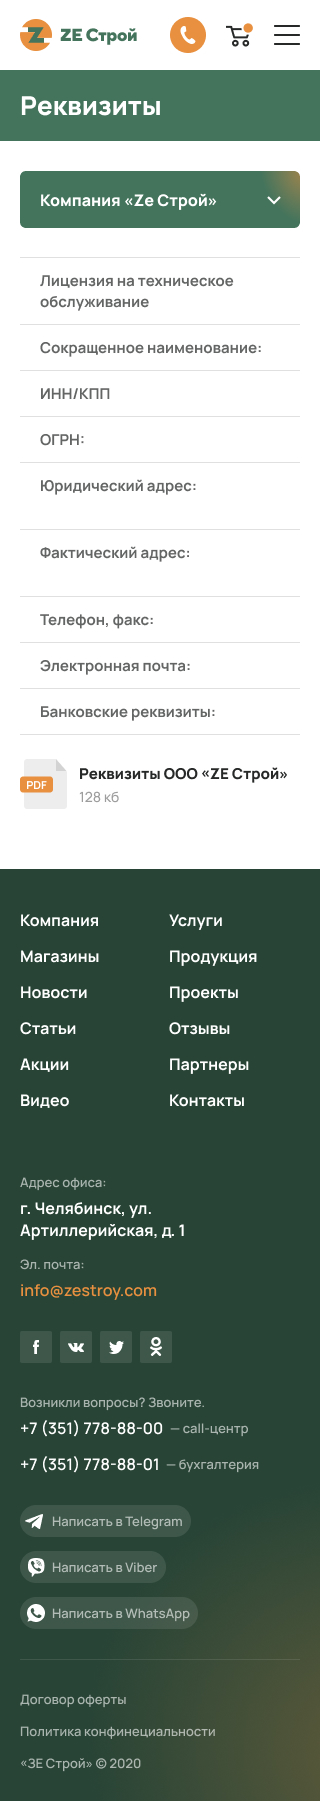 ZE Строй
Реквизиты
Компания «Ze Строй»
Лицензия на техническое
обслуживание
Сокращенное наименование:
ИНН/КПП
ОГРН:
Юридический адрес:
Фактический адрес:
Телефон, факс:
Электронная почта:
Банковские реквизиты:
PDF
Реквизиты ООО «ZE Строй»
128 кб
Компания
Услуги
Магазины
Продукция
Новости
Проекты
Статьи
Отзывы
Акции
Партнеры
Видео
Контакты
Адрес офиса:
г. Челябинск, ул.
Артиллерийская, д. 1
Эл. почта:
info@zestroy.com
Возникли вопросы? Звоните.
+7 (351) 778-88-00 — call-центр
+7 (351) 778-88-01 — бухгалтерия
Написать в Telegram
Написать в Viber
Написать в WhatsApp
Договор оферты
Политика конфинециальности
«ЗЕ Строй» © 2020